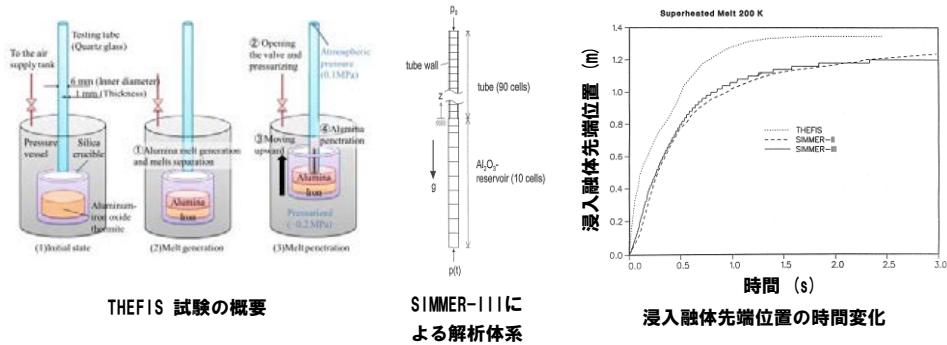 Testing tube
(Quartz glass)
To the air
supply tank
6 mm (Inner diameter)
1 mm (Thickness)
Pressure
vessel
Silica
crucible
Aluminum-
iron oxide
thermite
(1)Initial state
①Alumina melt generation
and melts separation
Alumina
Iron
(2)Melt generation
②Opening
the valve and
pressurizing
Atmospheric
pressure
(0.1MPa)
③Moving
upward
④Alumina
penetration
Alumina
Iron
Pressurized
(~0.2 MPa)
(3)Melt penetration
THEFIS 試験の概要
p₀
tube wall
z
tube (90 cells)
g
Al₂O₃-
reservoir (10 cells)
p(t)
SIMMER-IIIに
よる解析体系
Superheated Melt 200 K
浸入融体先端位置 (m)
1.4
1.2
1.0
0.8
0.6
0.4
0.2
0.0
THEFIS
SIMMER-II
SIMMER-III
0.0 0.5 1.0 1.5 2.0 2.5 3.0
時間 (s)
浸入融体先端位置の時間変化